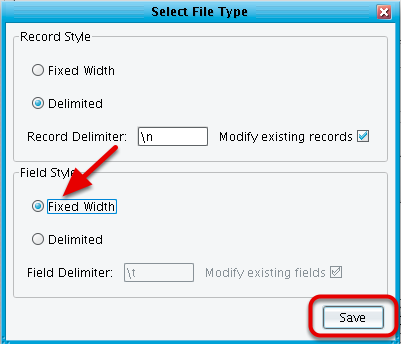 Select File Type
Record Style
Fixed Width
Delimited
Record Delimiter: \n Modify existing records
Field Style
Fixed Width
Delimited
Field Delimiter: \t Modify existing fields
Save